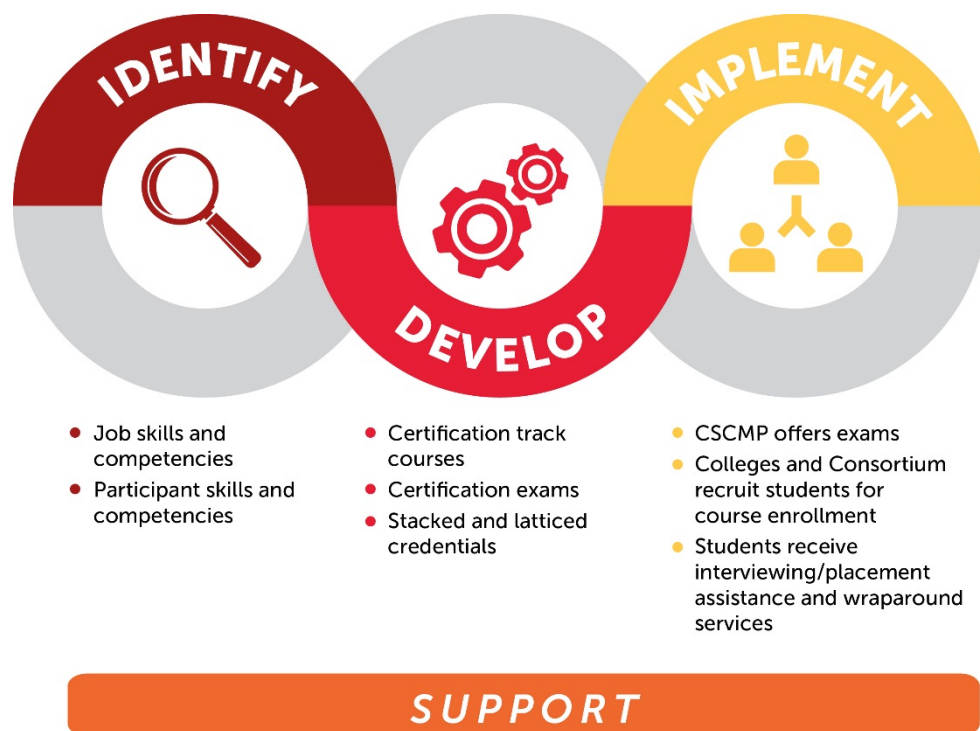 IDENTIFY
DEVELOP
IMPLEMENT
Job skills and
competencies
Participant skills and
competencies
Certification track
courses
Certification exams
Stacked and latticed
credentials
CSCMP offers exams
Colleges and Consortium
recruit students for
course enrollment
Students receive
interviewing/placement
assistance and wraparound
services
SUPPORT